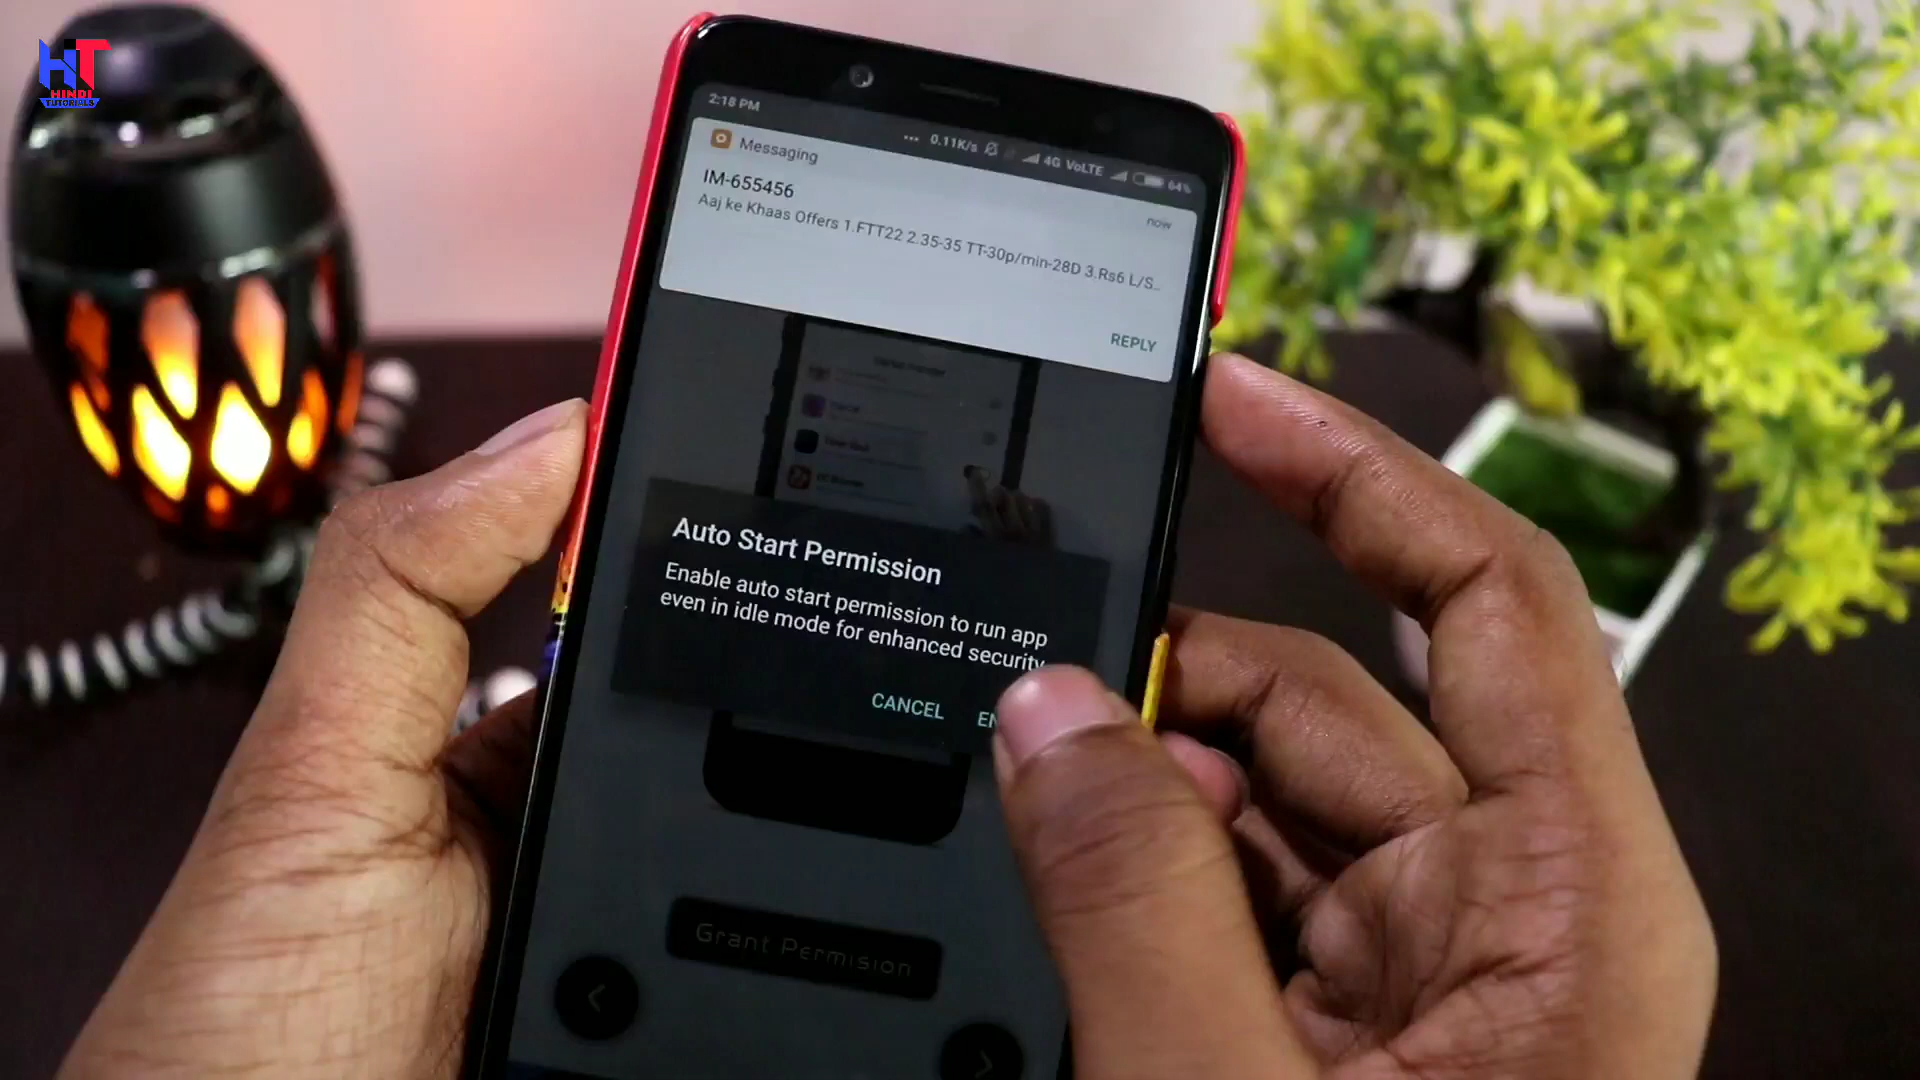 HT
HINDI
TUTORIALS
2:18 PM
... 0.11K/s 4G VoLTE 64%
Messaging
IM-655456
now
Aaj ke Khaas Offers 1.FTT22 2.35-35 TT-30p/min-28D 3.Rs6 L/S..
REPLY
Auto Start Permission
Enable auto start permission to run app
even in idle mode for enhanced security
CANCEL
Grant Permision